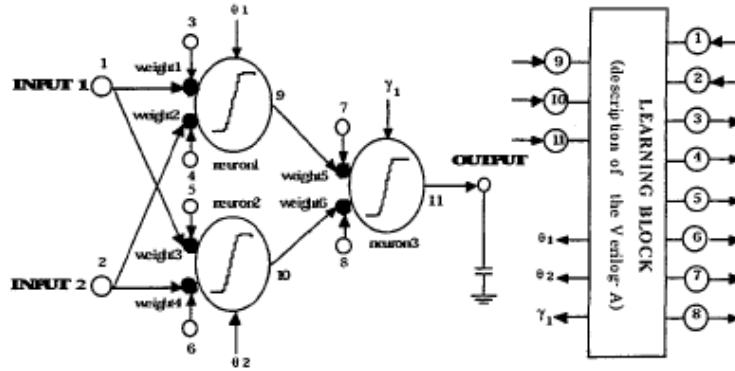 θ1
3
1
weight1
INPUT 1
9
weight2
7
γ1
4
neuron1
OUTPUT
5
neuron2
weight5
weight6
11
2
weight3
10
8
neuron3
INPUT 2
weight4
6
θ2
LEARNING BLOCK
(description of the Verilog-A)
9
10
11
θ1
θ2
γ1
1
2
3
4
5
6
7
8